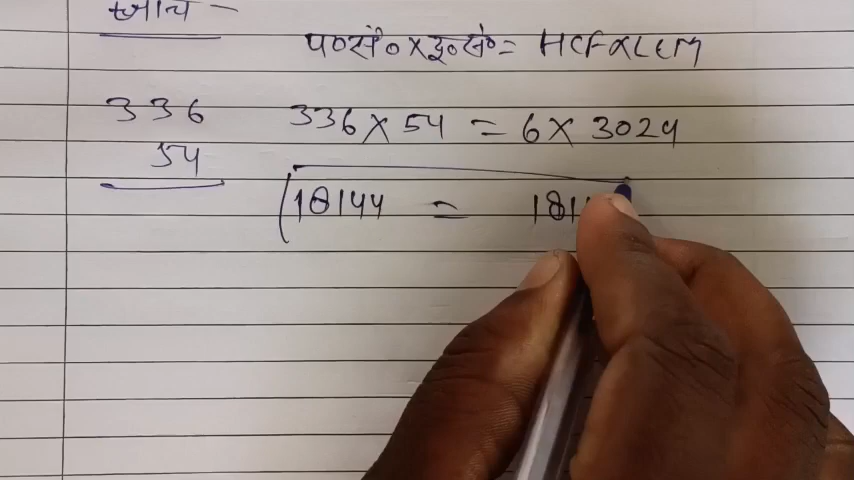 जांच -
प०सं० × दू०सं० = HCF × LCM
336 336 × 54 = 6 × 3024
54
18144 = 181